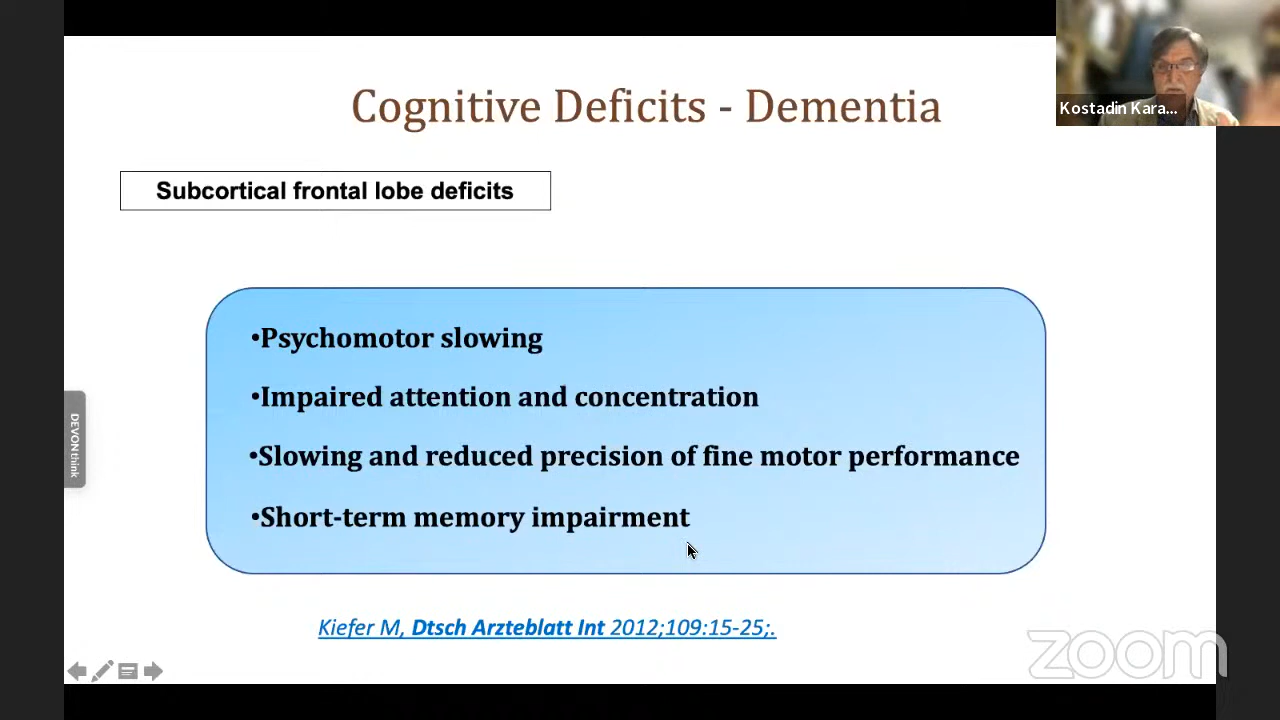 Cognitive Deficits - Dementia
Kostadin Kara...
Subcortical frontal lobe deficits
•Psychomotor slowing
•Impaired attention and concentration
•Slowing and reduced precision of fine motor performance
•Short-term memory impairment
DEVONthink
Kiefer M, Dtsch Arzteblatt Int 2012;109:15-25;.
zoom